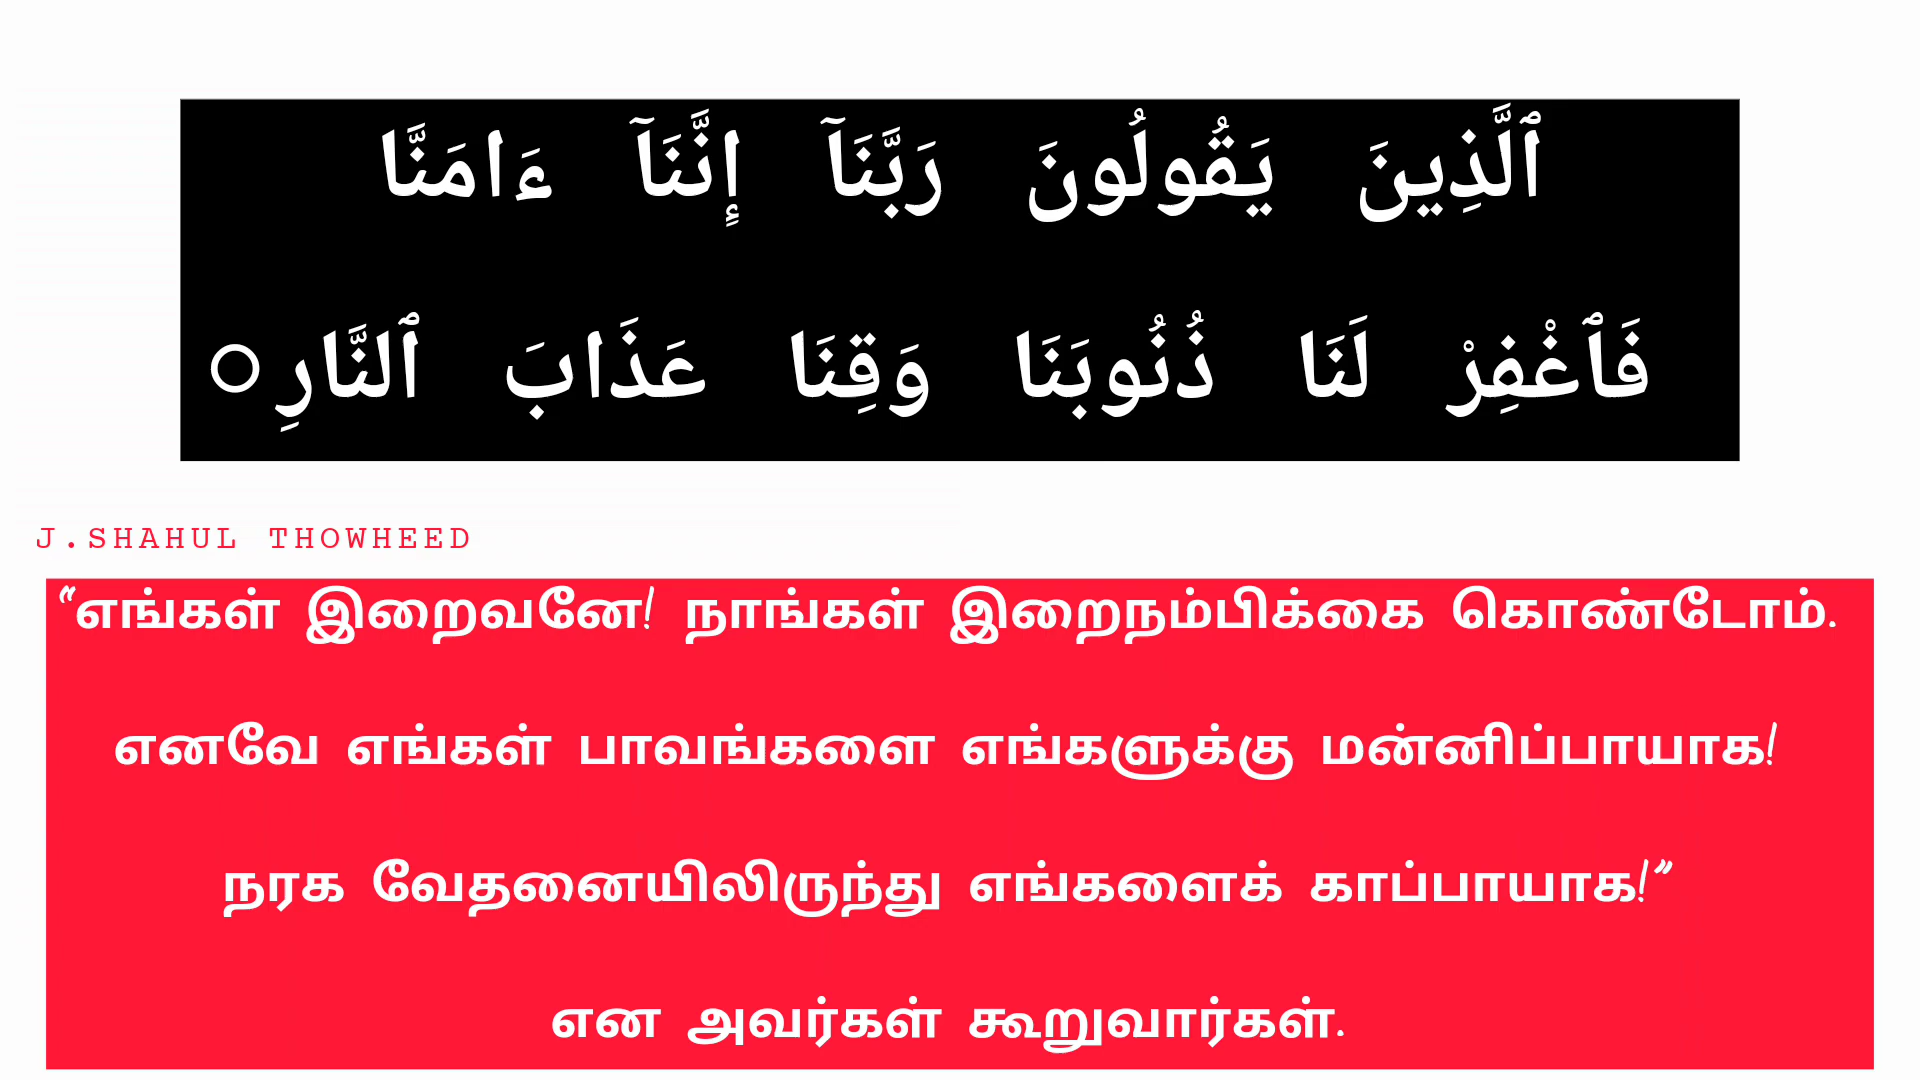 ٱلَّذِينَ يَقُولُونَ رَبَّنَآ إِنَّنَآ ءَامَنَّا
فَٱغْفِرْ لَنَا ذُنُوبَنَا وَقِنَا عَذَابَ ٱلنَّارِ○
J.SHAHUL THOWHEED
“எங்கள் இறைவனே! நாங்கள் இறைநம்பிக்கை கொண்டோம்.
எனவே எங்கள் பாவங்களை எங்களுக்கு மன்னிப்பாயாக!
நரக வேதனையிலிருந்து எங்களைக் காப்பாயாக!”
என அவர்கள் கூறுவார்கள்.